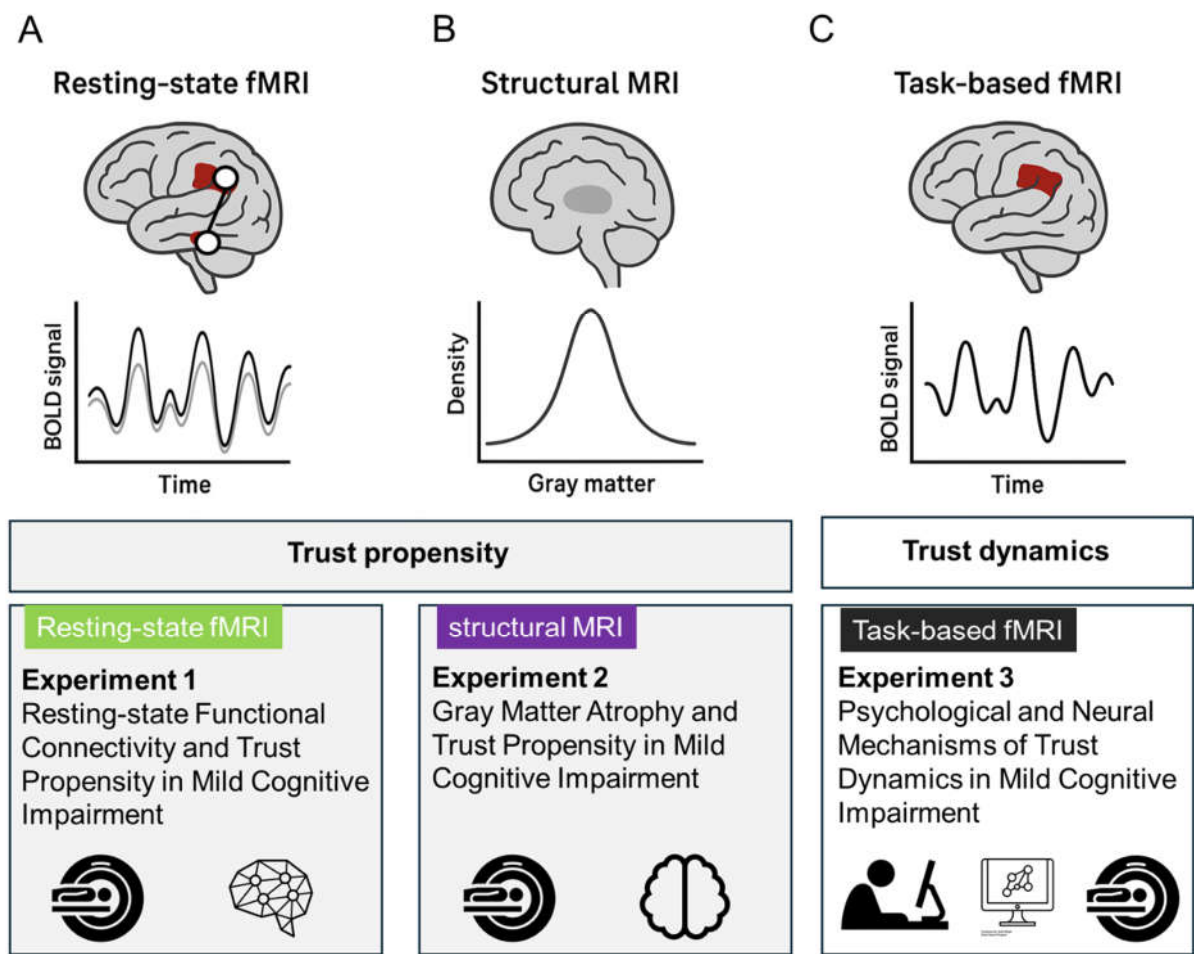 A
B
C
Resting-state fMRI
Structural MRI
Task-based fMRI
BOLD signal
Time
Density
Gray matter
BOLD signal
Time
Trust propensity
Trust dynamics
Resting-state fMRI
Experiment 1
Resting-state Functional
Connectivity and Trust
Propensity in Mild Cognitive
Impairment
structural MRI
Experiment 2
Gray Matter Atrophy and
Trust Propensity in Mild
Cognitive Impairment
Task-based fMRI
Experiment 3
Psychological and Neural
Mechanisms of Trust
Dynamics in Mild Cognitive
Impairment